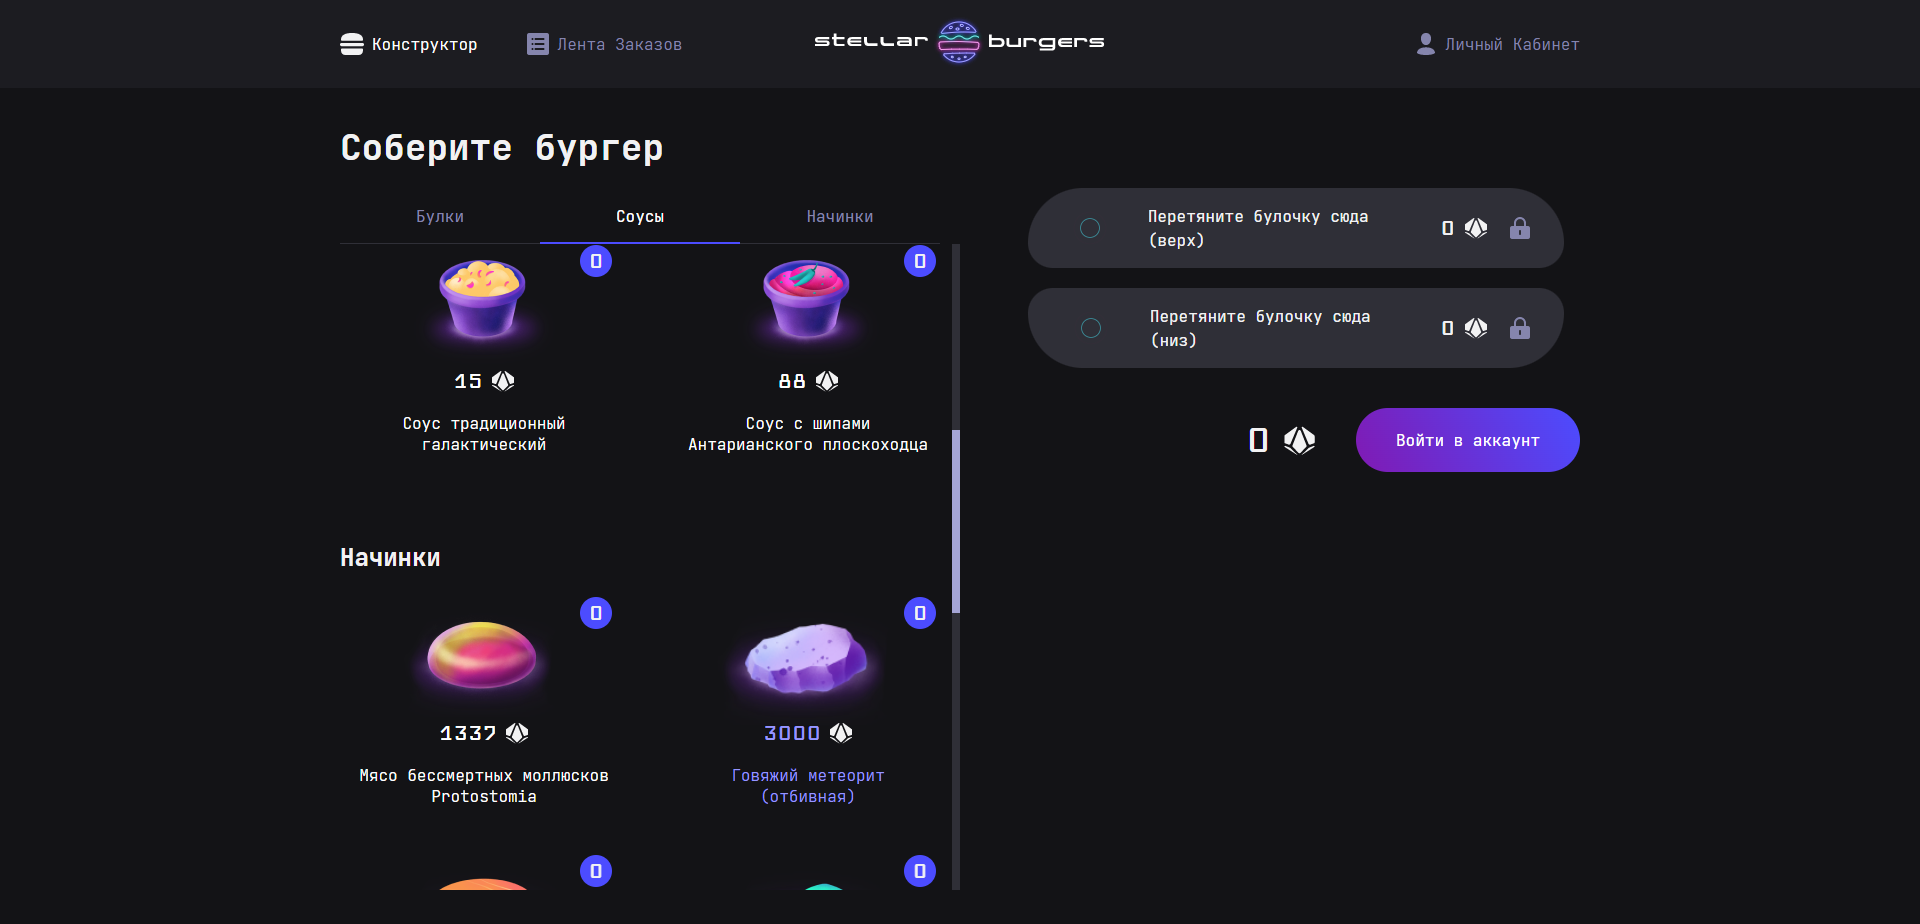 Конструктор
Лента Заказов
stellar burgers
Личный Кабинет
Соберите бургер
Булки
Соусы
Начинки
0
0
15
88
Соус традиционный
галактический
Соус с шипами
Антарианского плоскоходца
Начинки
0
0
1337
3000
Мясо бессмертных моллюсков
Protostomia
Говяжий метеорит
(отбивная)
0
0
Перетяните булочку сюда
(верх)
0
Перетяните булочку сюда
(низ)
0
0
Войти в аккаунт